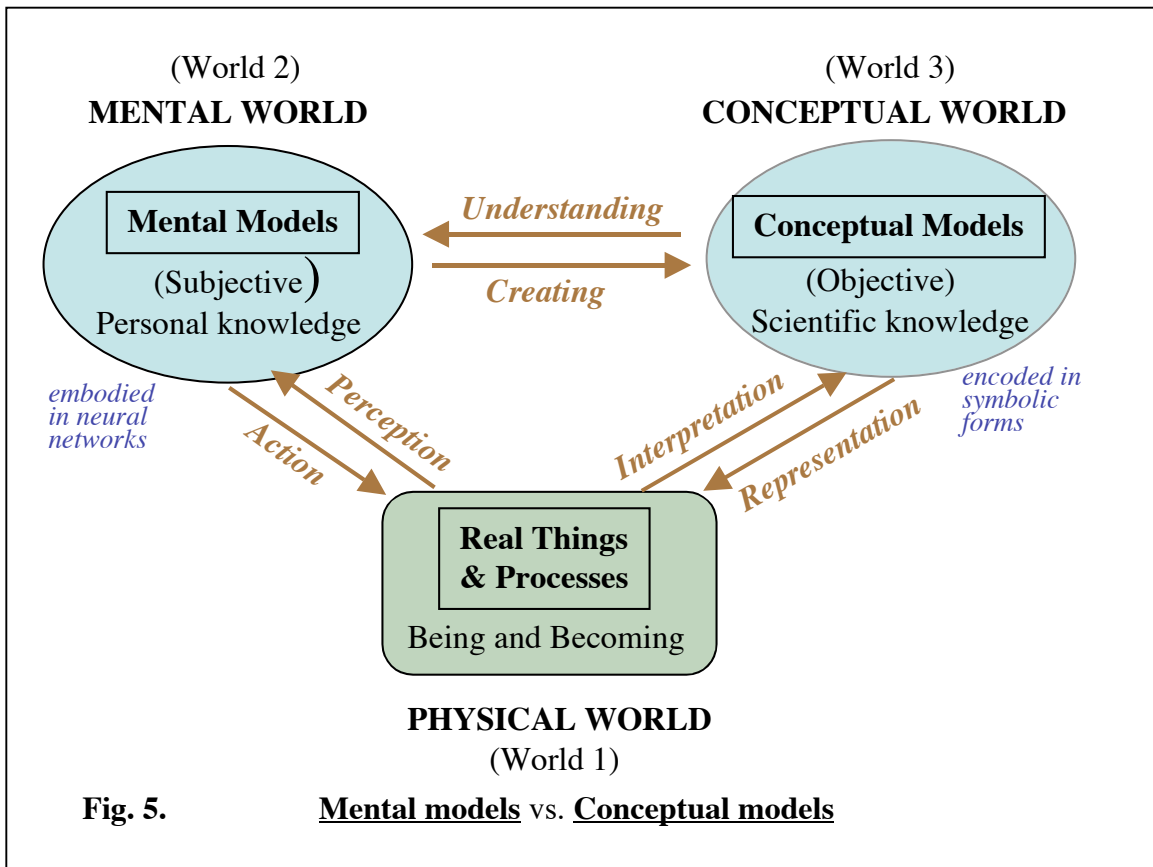 (World 2)
MENTAL WORLD
(World 3)
CONCEPTUAL WORLD
Mental Models
(Subjective)
Personal knowledge
Understanding
Creating
Conceptual Models
(Objective)
Scientific knowledge
embodied
in neural
networks
Action
Perception
Interpretation
Representation
encoded in
symbolic
forms
Real Things
& Processes
Being and Becoming
PHYSICAL WORLD
(World 1)
Fig. 5. Mental models vs. Conceptual models